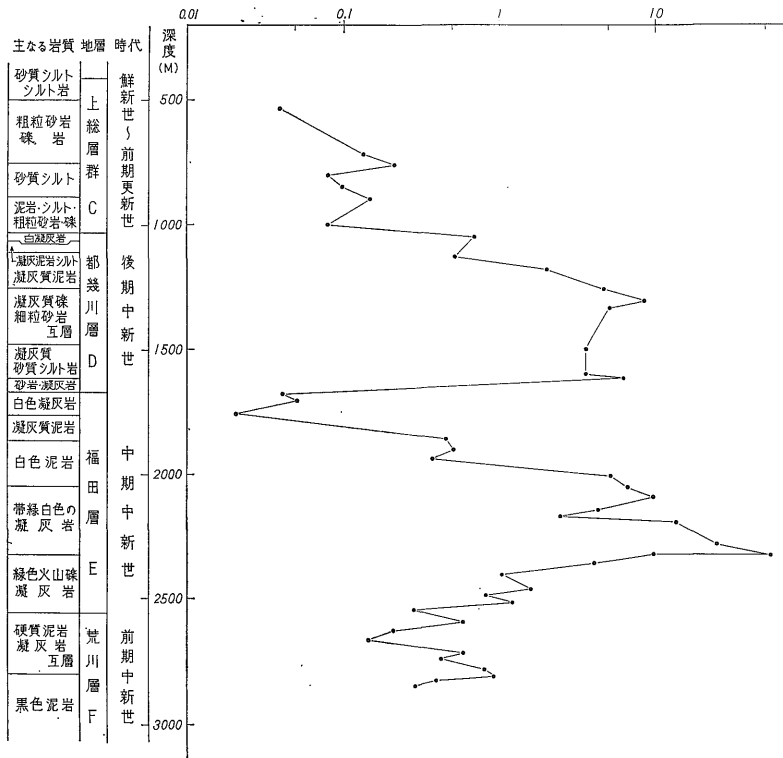 0.01 0.1 1 10
主なる岩質 地層 時代 深度(M)
砂質シルト
シルト岩
粗粒砂岩
礫岩
砂質シルト
泥岩・シルト・
粗粒砂岩・礫
白凝灰岩
凝灰泥岩シルト
凝灰質泥岩
凝灰質礫
細粒砂岩
互層
凝灰質
砂質シルト岩
砂岩・凝灰岩
白色凝灰岩
凝灰質泥岩
白色泥岩
帯緑白色の
凝灰岩
緑色火山礫
凝灰岩
硬質泥岩
凝灰岩
互層
黒色泥岩
上総層群 C
都幾川層 D
福田層 E
荒川層 F
鮮新世~前期更新世
後期中新世
中期中新世
前期中新世
500
1000
1500
2000
2500
3000